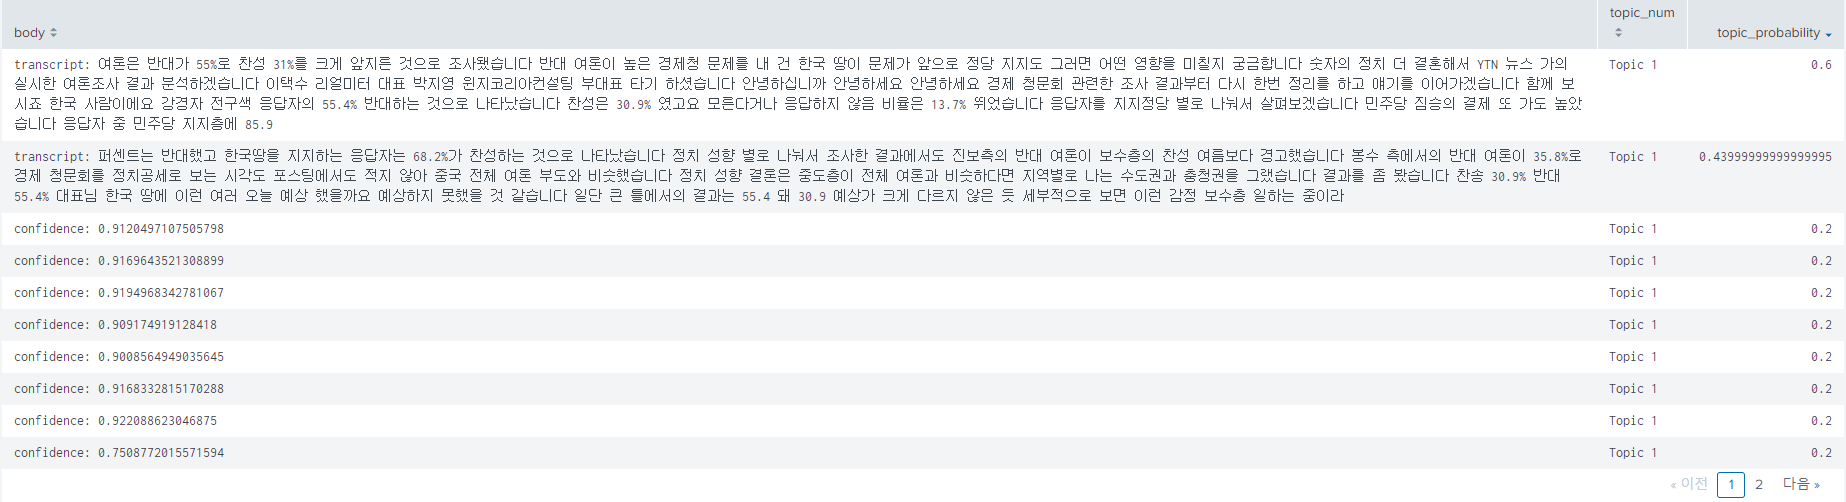 body topic_num topic_probability
transcript: 여론은 반대가 55%로 찬성 31%를 크게 앞지른 것으로 조사됐습니다 반대 여론이 높은 경제청 문제를 내 건 한국 땅이 문제가 앞으로 정당 지지도 그러면 어떤 영향을 미칠지 궁금합니다 숫자의 정치 더 결혼해서 YTN 뉴스 가의 Topic 1 0.6
실시한 여론조사 결과 분석하겠습니다 이택수 리얼미터 대표 박지영 윈지코리아컨설팅 부대표 타기 하셨습니다 안녕하십니까 안녕하세요 안녕하세요 경제 청문회 관련한 조사 결과부터 다시 한번 정리를 하고 얘기를 이어가겠습니다 함께 보
시죠 한국 사람이에요 강경자 전구색 응답자의 55.4% 반대하는 것으로 나타났습니다 찬성은 30.9% 였고요 모른다거나 응답하지 않음 비율은 13.7% 뛰었습니다 응답자를 지지정당 별로 나눠서 살펴보겠습니다 민주당 짐승의 결제 또 가도 높았
습니다 응답자 중 민주당 지지층에 85.9
transcript: 퍼센트는 반대했고 한국땅을 지지하는 응답자는 68.2%가 찬성하는 것으로 나타났습니다 정치 성향 별로 나눠서 조사한 결과에서도 진보측의 반대 여론이 보수층의 찬성 여름보다 경고했습니다 봉수 측에서의 반대 여론이 35.8%로 Topic 1 0.43999999999999995
경제 청문회를 정치공세로 보는 시각도 포스팅에서도 적지 않아 중국 전체 여론 부도와 비슷했습니다 정치 성향 결론은 중도층이 전체 여론과 비슷하다면 지역별로 나는 수도권과 충청권을 그랬습니다 결과를 좀 봤습니다 찬송 30.9% 반대
55.4% 대표님 한국 땅에 이런 여러 오늘 예상 했을까요 예상하지 못했을 것 같습니다 일단 큰 틀에서의 결과는 55.4 돼 30.9 예상가 크게 다르지 않은 듯 세부적으로 보면 이런 감정 보수층 일하는 중이라
confidence: 0.9120497107505798 Topic 1 0.2
confidence: 0.9169643521308899 Topic 1 0.2
confidence: 0.9194968342781067 Topic 1 0.2
confidence: 0.909174919128418 Topic 1 0.2
confidence: 0.9008564949035645 Topic 1 0.2
confidence: 0.9168332815170288 Topic 1 0.2
confidence: 0.922088623046875 Topic 1 0.2
confidence: 0.7508772015571594 Topic 1 0.2
« 이전 1 2 다음 »